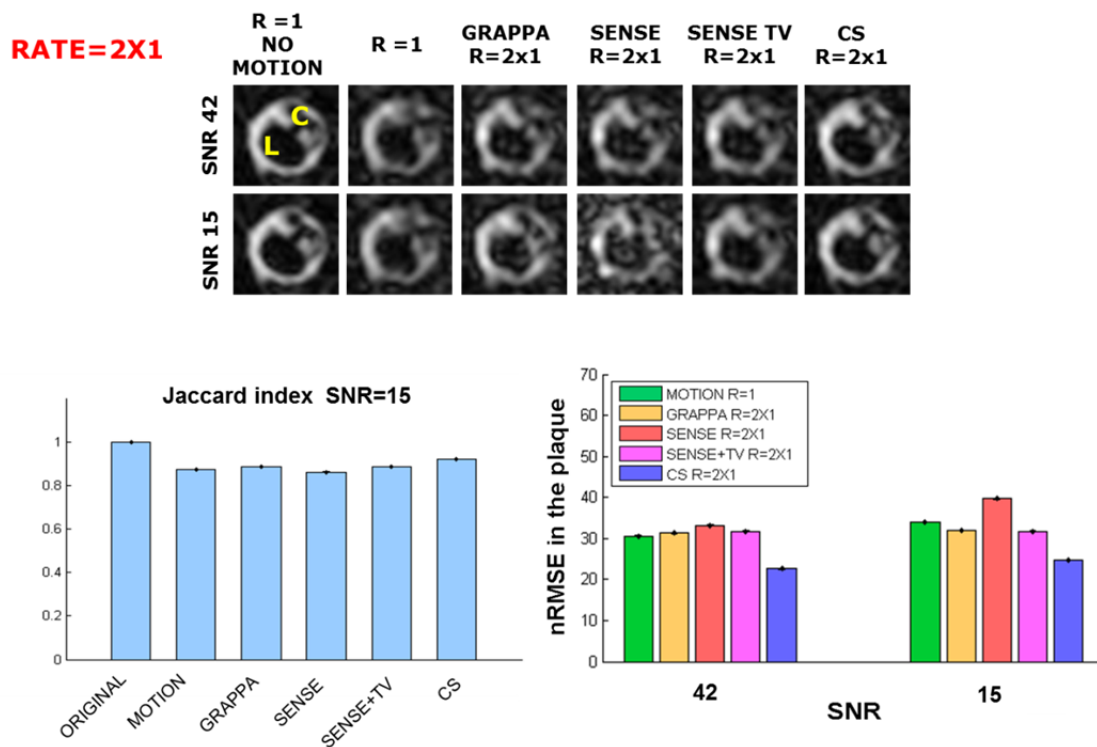 RATE=2X1
R =1
NO
MOTION
R =1
GRAPPA
R=2x1
SENSE
R=2x1
SENSE TV
R=2x1
CS
R=2x1
SNR 42
C
L
SNR 15
Jaccard index SNR=15
1
0.8
0.6
0.4
0.2
0
ORIGINAL
MOTION
GRAPPA
SENSE
SENSE+TV
CS
nRMSE in the plaque
70
60
50
40
30
20
10
0
MOTION R=1
GRAPPA R=2X1
SENSE R=2X1
SENSE+TV R=2X1
CS R=2X1
42
15
SNR